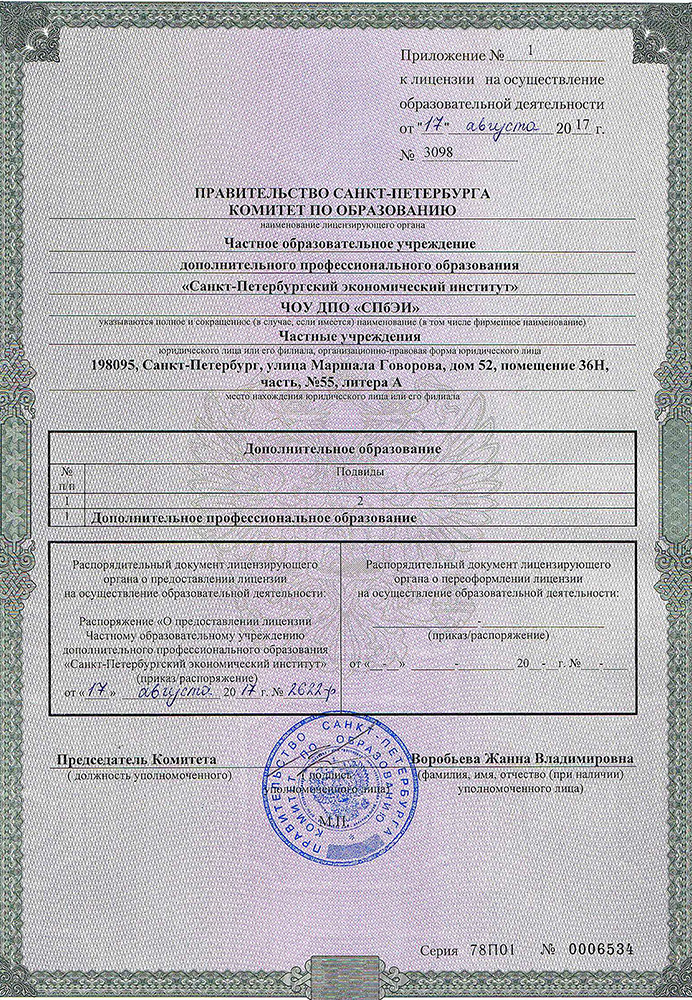 Приложение № 1
к лицензии на осуществление
образовательной деятельности
от "17" августа 2017 г.
№ 3098
ПРАВИТЕЛЬСТВО САНКТ-ПЕТЕРБУРГА
КОМИТЕТ ПО ОБРАЗОВАНИЮ
наименование лицензирующего органа
Частное образовательное учреждение
дополнительного профессионального образования
«Санкт-Петербургский экономический институт»
ЧОУ ДПО «СПбЭИ»
указываются полное и сокращенное (в случае, если имеется) наименование (в том числе фирменное наименование)
Частные учреждения
юридического лица или его филиала, организационно-правовая форма юридического лица
198095, Санкт-Петербург, улица Маршала Говорова, дом 52, помещение 36Н,
часть, №55, литера А
место нахождения юридического лица или его филиала
Дополнительное образование
№ Подвиды
п/п
1 2
1 Дополнительное профессиональное образование
Распорядительный документ лицензирующего
органа о предоставлении лицензии
на осуществление образовательной деятельности:
Распоряжение «О предоставлении лицензии
Частному образовательному учреждению
дополнительного профессионального образования
«Санкт-Петербургский экономический институт»
(приказ/распоряжение)
от «17» августа 2017 г. № 2622-р
Распорядительный документ лицензирующего
органа о переоформлении лицензии
на осуществление образовательной деятельности:
-
(приказ/распоряжение)
от « - » - 20 - г. № -
Председатель Комитета
( должность уполномоченного)
( подпись
уполномоченного лица)
М.П.
Воробьева Жанна Владимировна
(фамилия, имя, отчество (при наличии)
уполномоченного лица)
ПРАВИТЕЛЬСТВО САНКТ-ПЕТЕРБУРГА
КОМИТЕТ ПО ОБРАЗОВАНИЮ
Серия 78П01 № 0006534